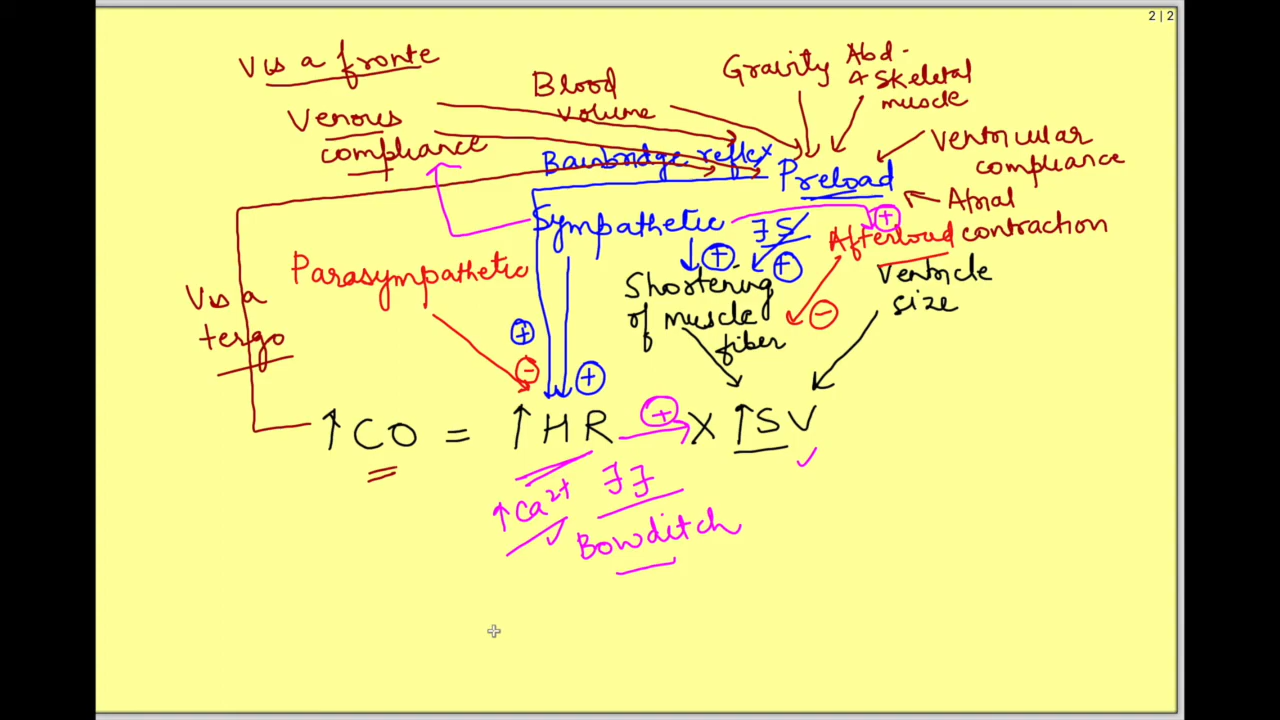 2 | 2
Vis a fronte
Venous
compliance
Blood
volume
Gravity
Abd -
& Skeletal
muscle
Ventricular
compliance
Bainbridge reflex
Preload
Atrial
contraction
Sympathetic
FS
+
Afterload
Parasympathetic
+
+
Shortening
of muscle
fiber
−
Ventricle
size
Vis a
tergo
+
−
+
↑CO = ↑HR → X ↑SV
+
↑Ca2+
FF
Bowditch